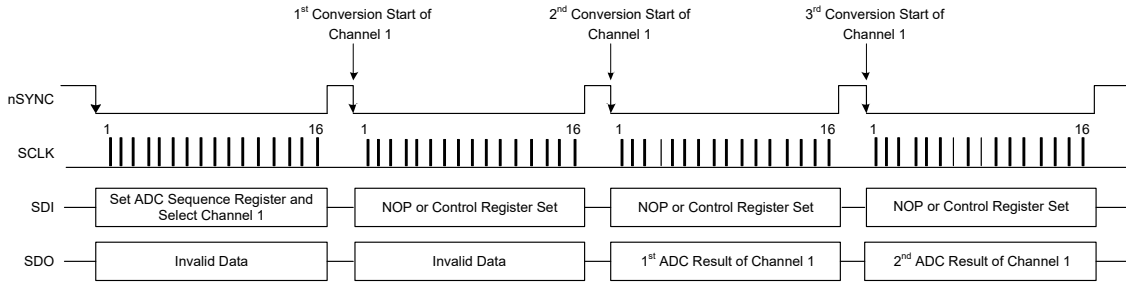 1st Conversion Start of
Channel 1
2nd Conversion Start of
Channel 1
3rd Conversion Start of
Channel 1
nSYNC
1 16 1 16 1 16 1 16
SCLK
SDI
Set ADC Sequence Register and
Select Channel 1
NOP or Control Register Set
NOP or Control Register Set
NOP or Control Register Set
SDO
Invalid Data
Invalid Data
1st ADC Result of Channel 1
2nd ADC Result of Channel 1